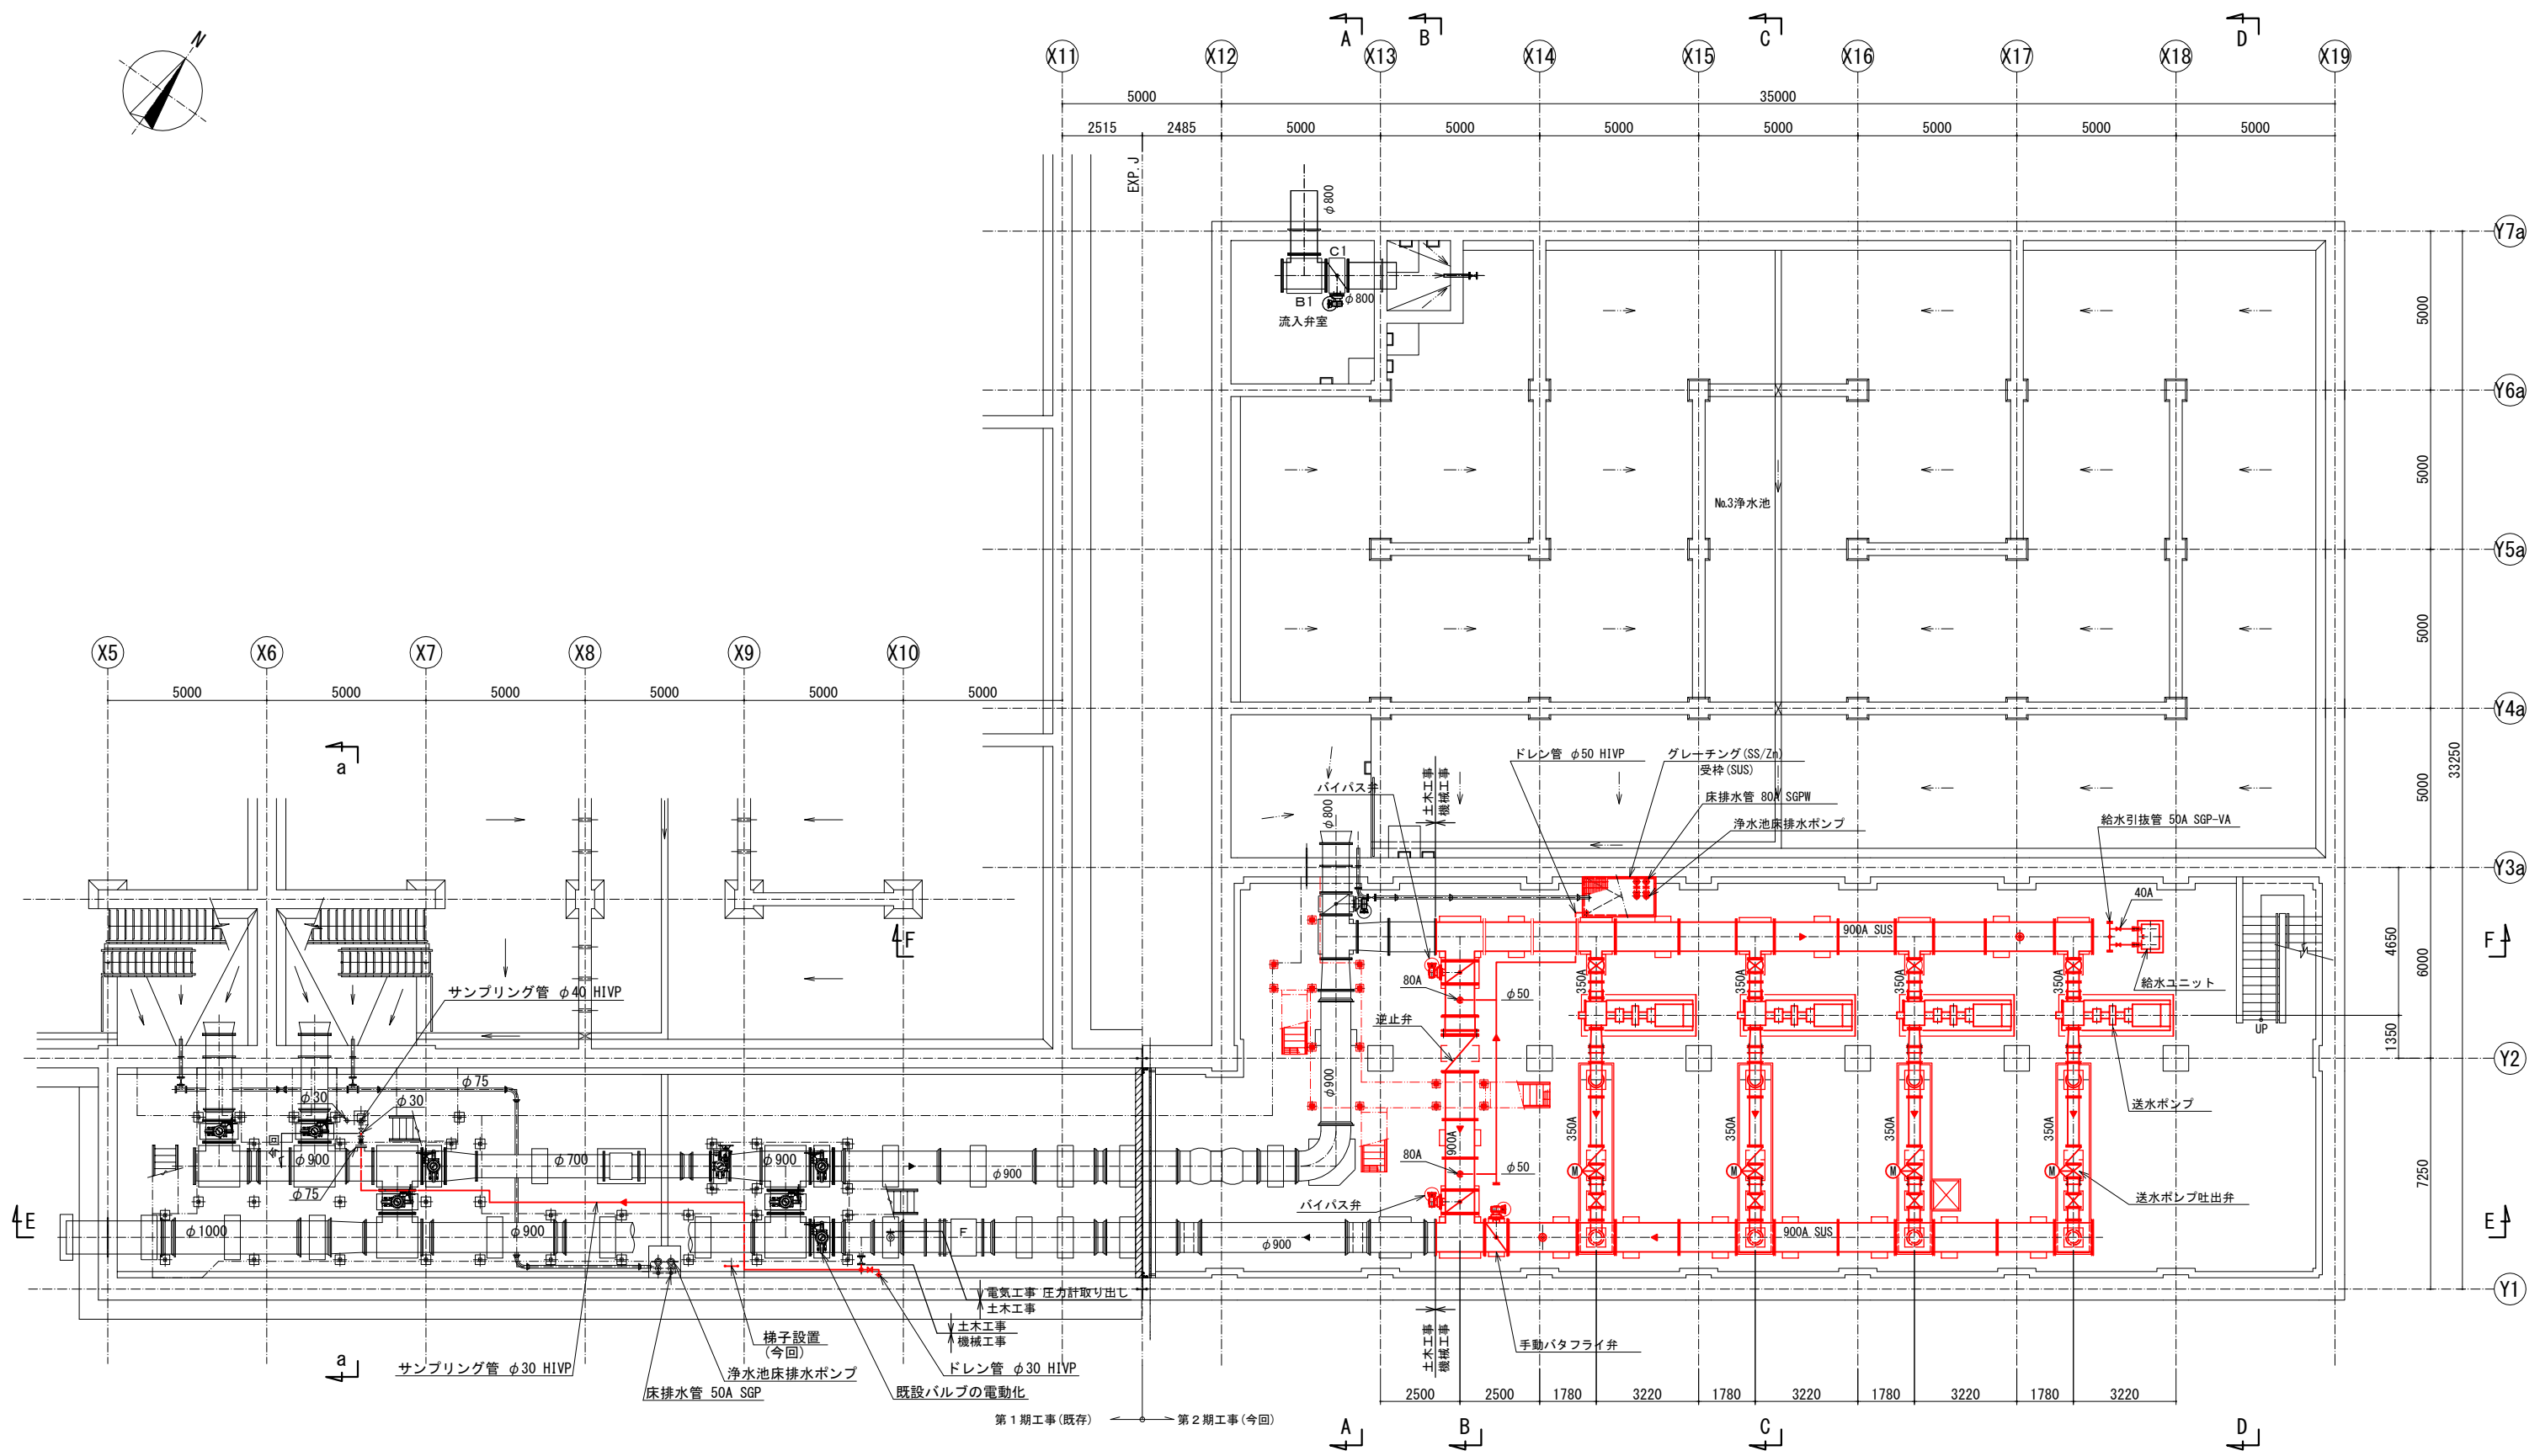 N
A
B
C
D
X11
X12
X13
X14
X15
X16
X17
X18
X19
5000
35000
2515
2485
5000
5000
5000
5000
5000
5000
5000
EXP.J
φ800
Y7a
C1
B1
φ800
流入弁室
5000
Y6a
5000
No.3浄水池
Y5a
5000
33250
X5
X6
X7
X8
X9
X10
5000
5000
5000
5000
5000
5000
Y4a
a
ドレン管 φ50 HIVP
グレーチング(SS/Zn)
受枠(SUS)
バイパス弁
土木工事
機械工事
床排水管 80A SGPW
浄水池床排水ポンプ
給水引抜管 50A SGP-VA
5000
φ800
Y3a
40A
F
900A SUS
F
4650
6000
サンプリング管 φ40 HIVP
80A
φ50
350A
350A
350A
350A
給水ユニット
逆止弁
UP
1350
Y2
φ75
φ30
φ30
φ900
送水ポンプ
今回
φ900
φ700
φ900
φ900
900A
350A
350A
350A
350A
80A
φ50
M
M
M
M
7250
φ75
バイパス弁
送水ポンプ吐出弁
E
φ1000
φ900
F
φ900
900A SUS
E
電気工事 圧力計取り出し
土木工事
Y1
土木工事
機械工事
梯子設置
(今回)
土木工事
機械工事
手動バタフライ弁
a
サンプリング管 φ30 HIVP
浄水池床排水ポンプ
ドレン管 φ30 HIVP
床排水管 50A SGP
既設バルブの電動化
2500
2500
1780
3220
1780
3220
1780
3220
1780
3220
第1期工事(既存)
第2期工事(今回)
A
B
C
D